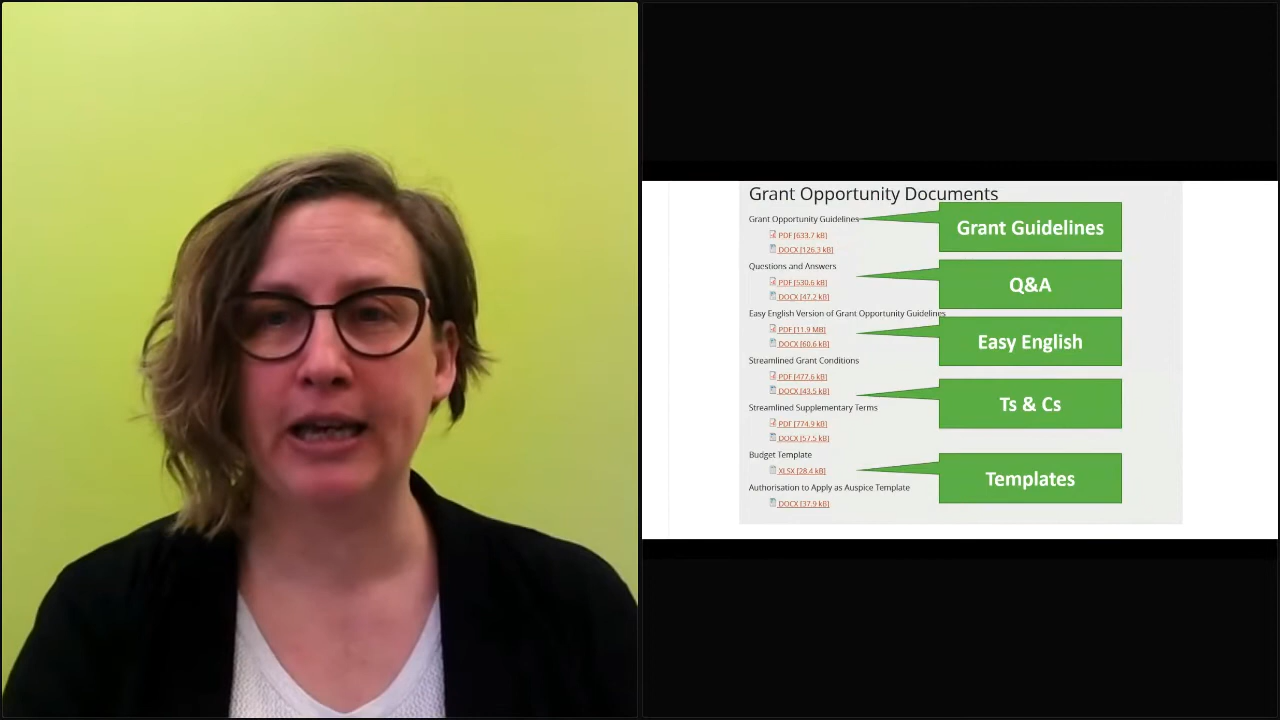 Grant Opportunity Documents
Grant Opportunity Guidelines
PDF [633.7 kB]
DOCX [126.3 kB]
Questions and Answers
PDF [530.6 kB]
DOCX [47.2 kB]
Easy English Version of Grant Opportunity Guidelines
PDF [11.9 MB]
DOCX [60.6 kB]
Streamlined Grant Conditions
PDF [477.6 kB]
DOCX [43.5 kB]
Streamlined Supplementary Terms
PDF [774.9 kB]
DOCX [57.5 kB]
Budget Template
XLSX [28.4 kB]
Authorisation to Apply as Auspice Template
DOCX [37.9 kB]
Grant Guidelines
Q&A
Easy English
Ts & Cs
Templates